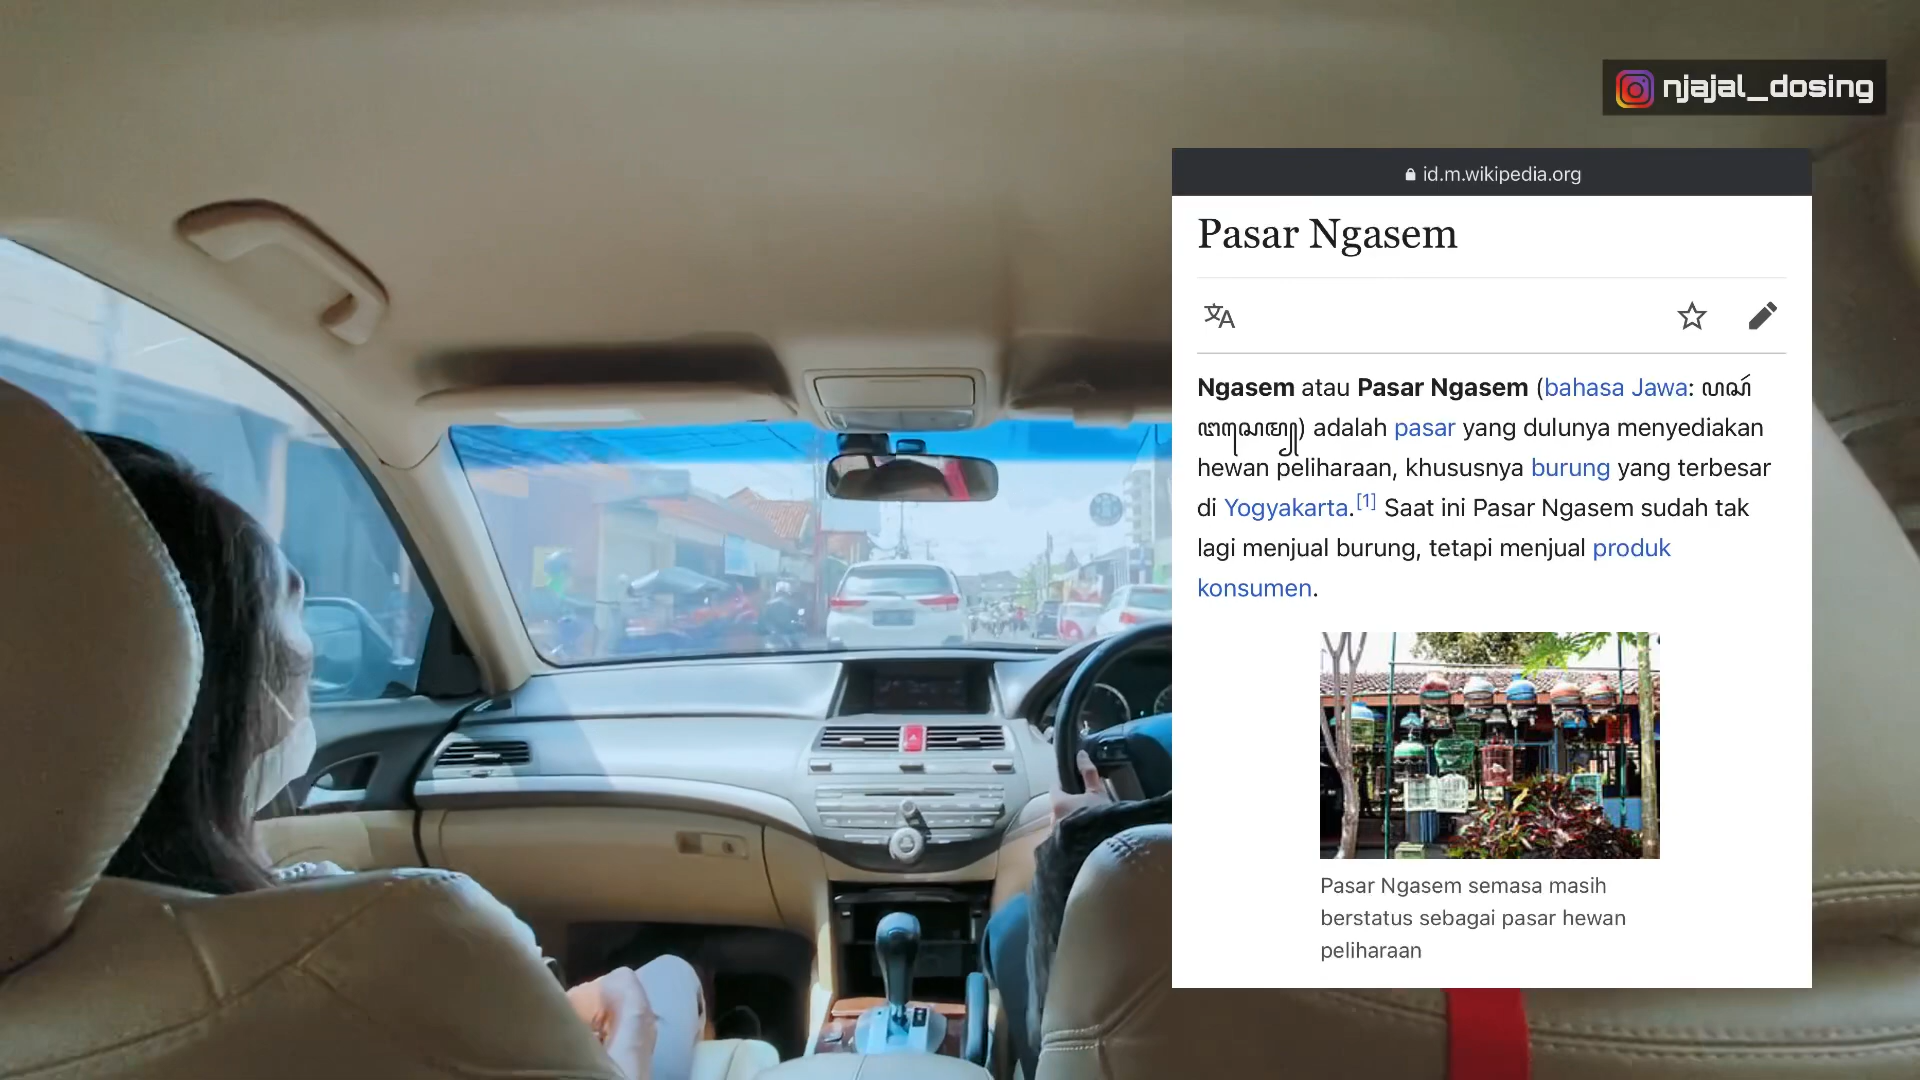 njajal_dosing
id.m.wikipedia.org
Pasar Ngasem
Ngasem atau Pasar Ngasem (bahasa Jawa:
) adalah pasar yang dulunya menyediakan
hewan peliharaan, khususnya burung yang terbesar
di Yogyakarta.[1] Saat ini Pasar Ngasem sudah tak
lagi menjual burung, tetapi menjual produk
konsumen.
Pasar Ngasem semasa masih
berstatus sebagai pasar hewan
peliharaan